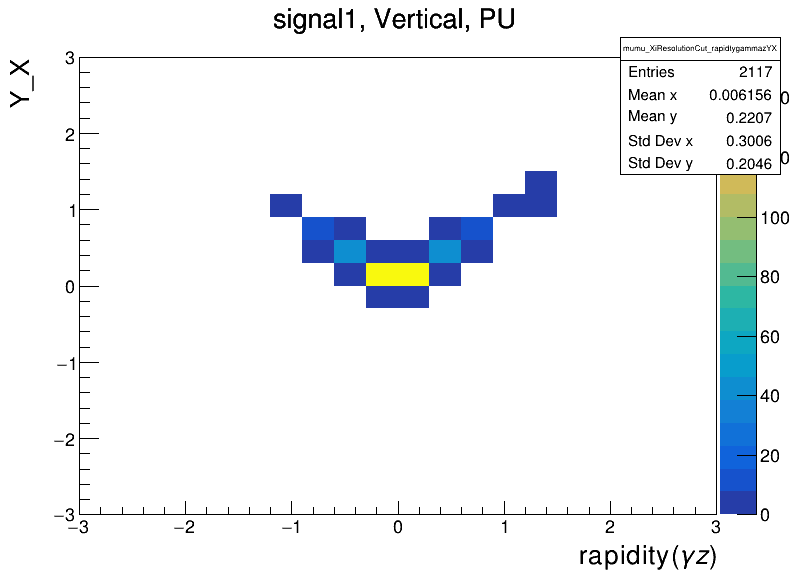 signal1, Vertical, PU
mumu_XiResolutionCut_rapidtygammazYX
Entries 2117
Mean x 0.006156
Mean y 0.2207
Std Dev x 0.3006
Std Dev y 0.2046
Y_X
3
2
1
0
−1
−2
−3
−3
−2
−1
0
1
2
3
rapidity(γz)
0
0
100
80
60
40
20
0